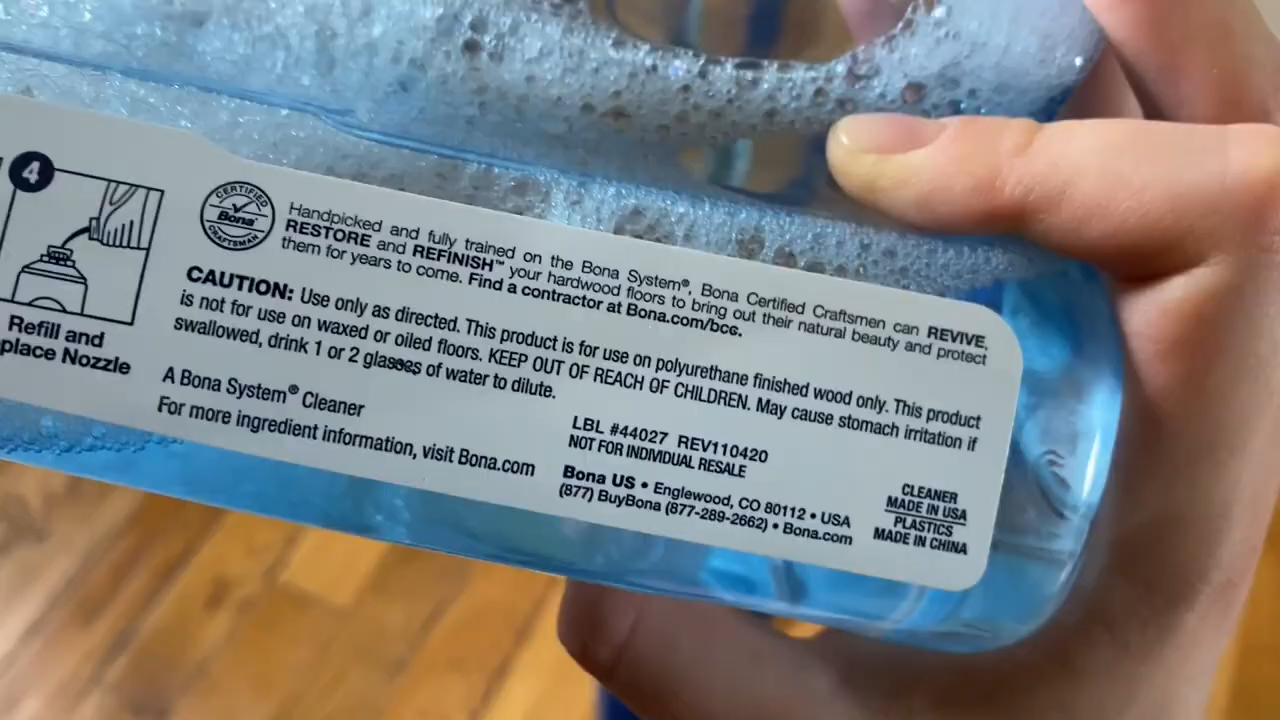 4
Refill and
place Nozzle
CERTIFIED
Bona
CRAFTSMAN
Handpicked and fully trained on the Bona System®, Bona Certified Craftsmen can REVIVE,
RESTORE and REFINISH™ your hardwood floors to bring out their natural beauty and protect
them for years to come. Find a contractor at Bona.com/bcc.
CAUTION: Use only as directed. This product is for use on polyurethane finished wood only. This product
is not for use on waxed or oiled floors. KEEP OUT OF REACH OF CHILDREN. May cause stomach irritation if
swallowed, drink 1 or 2 glasses of water to dilute.
A Bona System® Cleaner
For more ingredient information, visit Bona.com
LBL #44027 REV110420
NOT FOR INDIVIDUAL RESALE
Bona US • Englewood, CO 80112 • USA
(877) BuyBona (877-289-2662) • Bona.com
CLEANER
MADE IN USA
PLASTICS
MADE IN CHINA